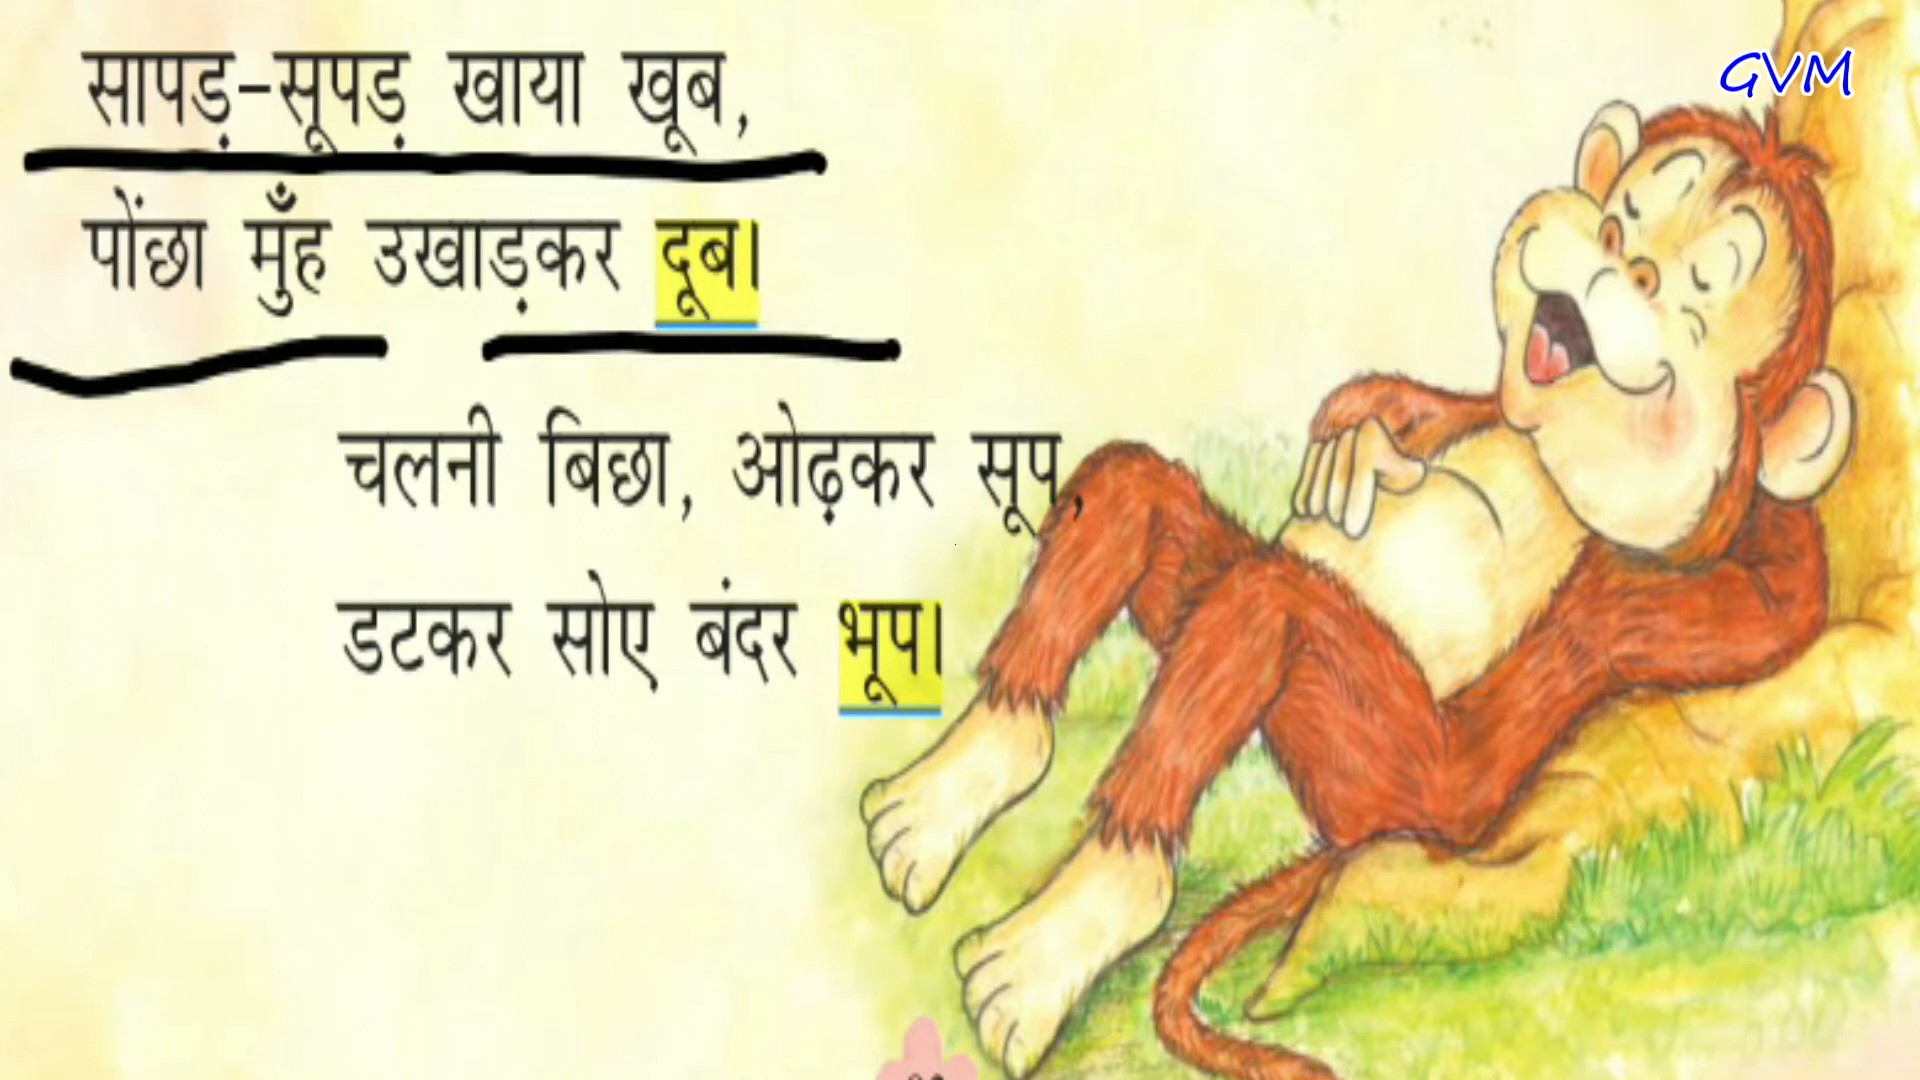 GVM
सापड़-सूपड़ खाया खूब,
पोंछा मुँह उखाड़कर दूब।
चलनी बिछा, ओढ़कर सूप,
डटकर सोए बंदर भूप।